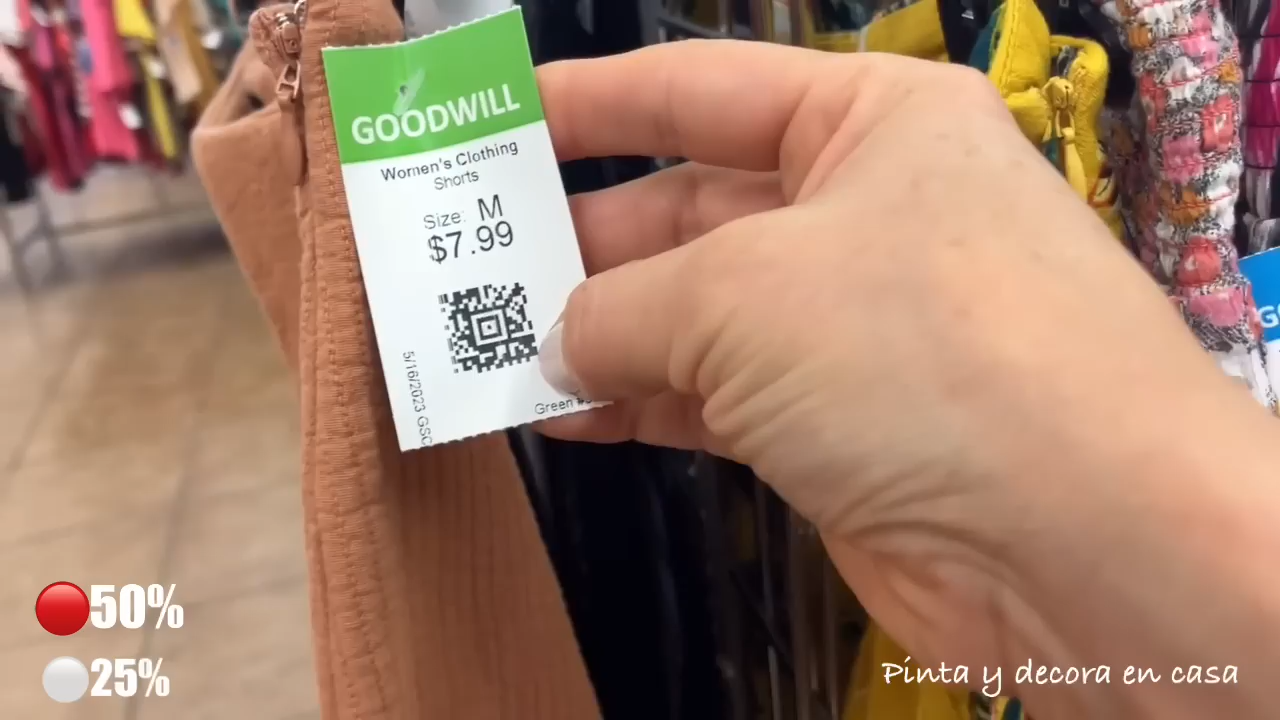 GOODWILL
Women's Clothing
Shorts
Size: M
$7.99
5/16/2023 GSC
Green
50%
25%
Pinta y decora en casa